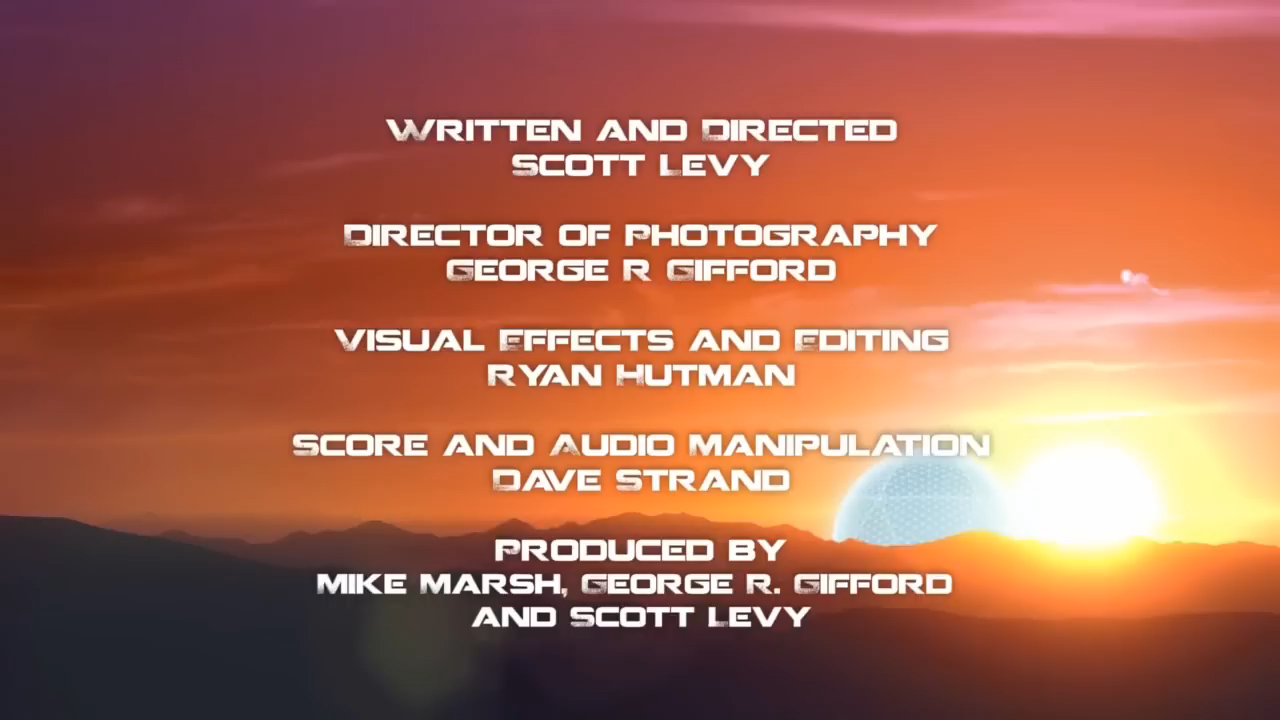 WRITTEN AND DIRECTED
SCOTT LEVY
DIRECTOR OF PHOTOGRAPHY
GEORGE R GIFFORD
VISUAL EFFECTS AND EDITING
RYAN HUTMAN
SCORE AND AUDIO MANIPULATION
DAVE STRAND
PRODUCED BY
MIKE MARSH, GEORGE R. GIFFORD
AND SCOTT LEVY